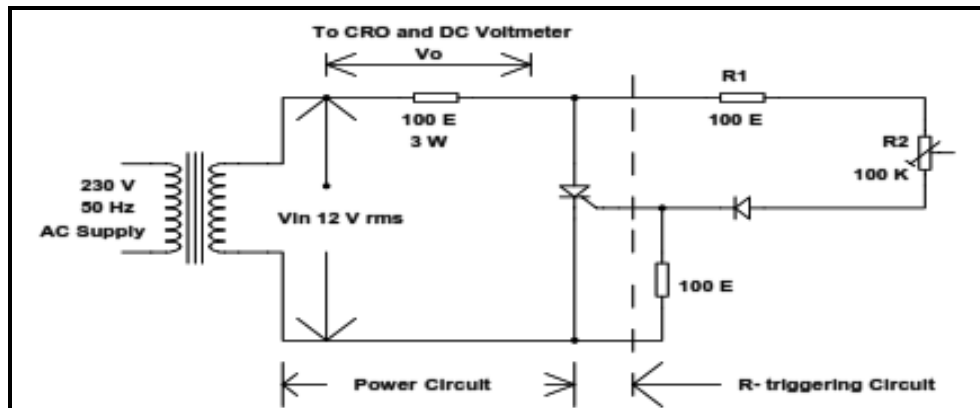 To CRO and DC Voltmeter
Vo
R1
100 E
3 W
100 E
R2
100 K
230 V
50 Hz
AC Supply
Vin 12 V rms
100 E
Power Circuit
R- triggering Circuit